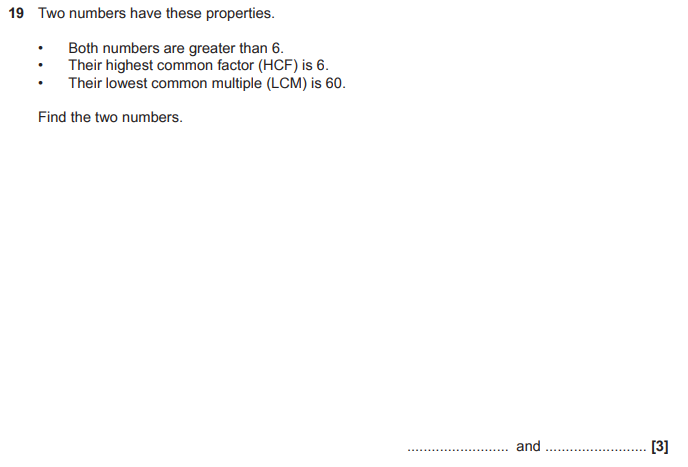 19 Two numbers have these properties.
• Both numbers are greater than 6.
• Their highest common factor (HCF) is 6.
• Their lowest common multiple (LCM) is 60.
Find the two numbers.
......................... and ......................... [3]